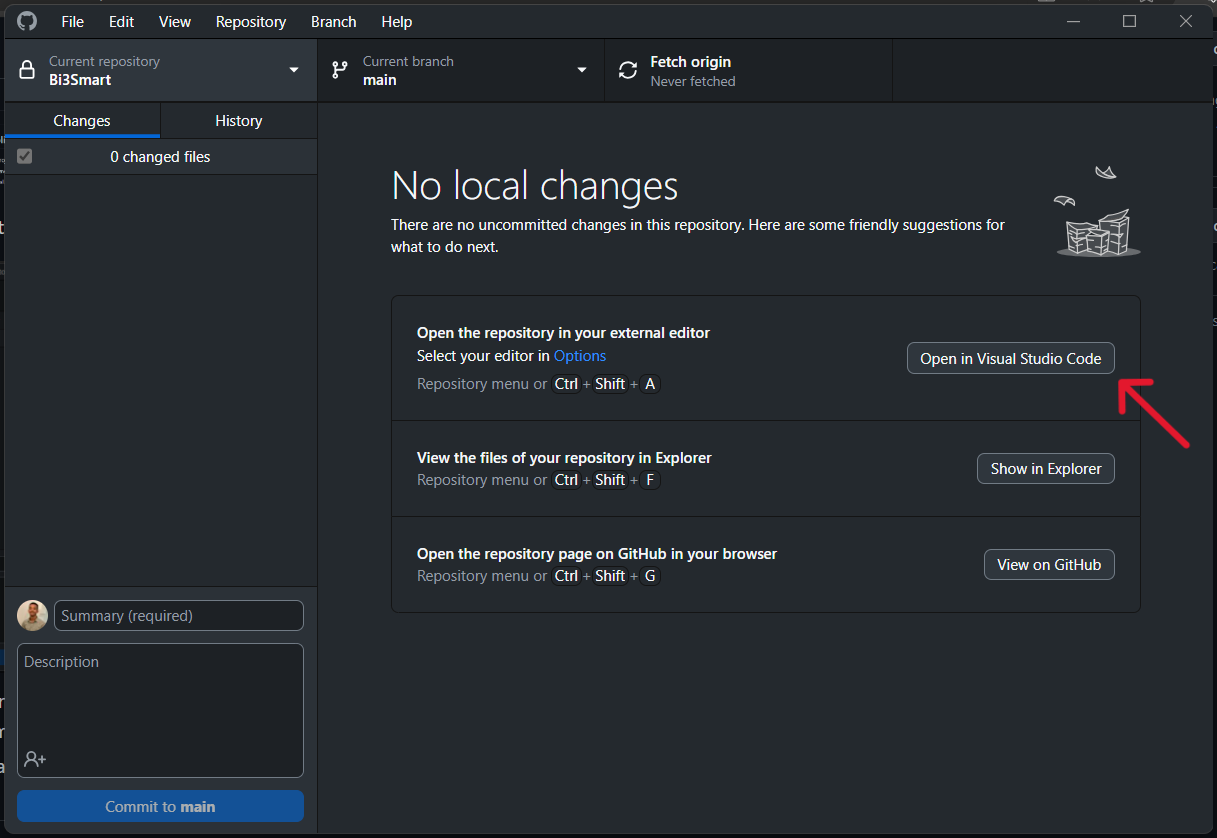 File Edit View Repository Branch Help
Current repository
Bi3Smart
Current branch
main
Fetch origin
Never fetched
Changes
History
0 changed files
No local changes
There are no uncommitted changes in this repository. Here are some friendly suggestions for
what to do next.
Open the repository in your external editor
Select your editor in Options
Repository menu or Ctrl + Shift + A
Open in Visual Studio Code
View the files of your repository in Explorer
Repository menu or Ctrl + Shift + F
Show in Explorer
Open the repository page on GitHub in your browser
Repository menu or Ctrl + Shift + G
View on GitHub
Summary (required)
Description
Commit to main